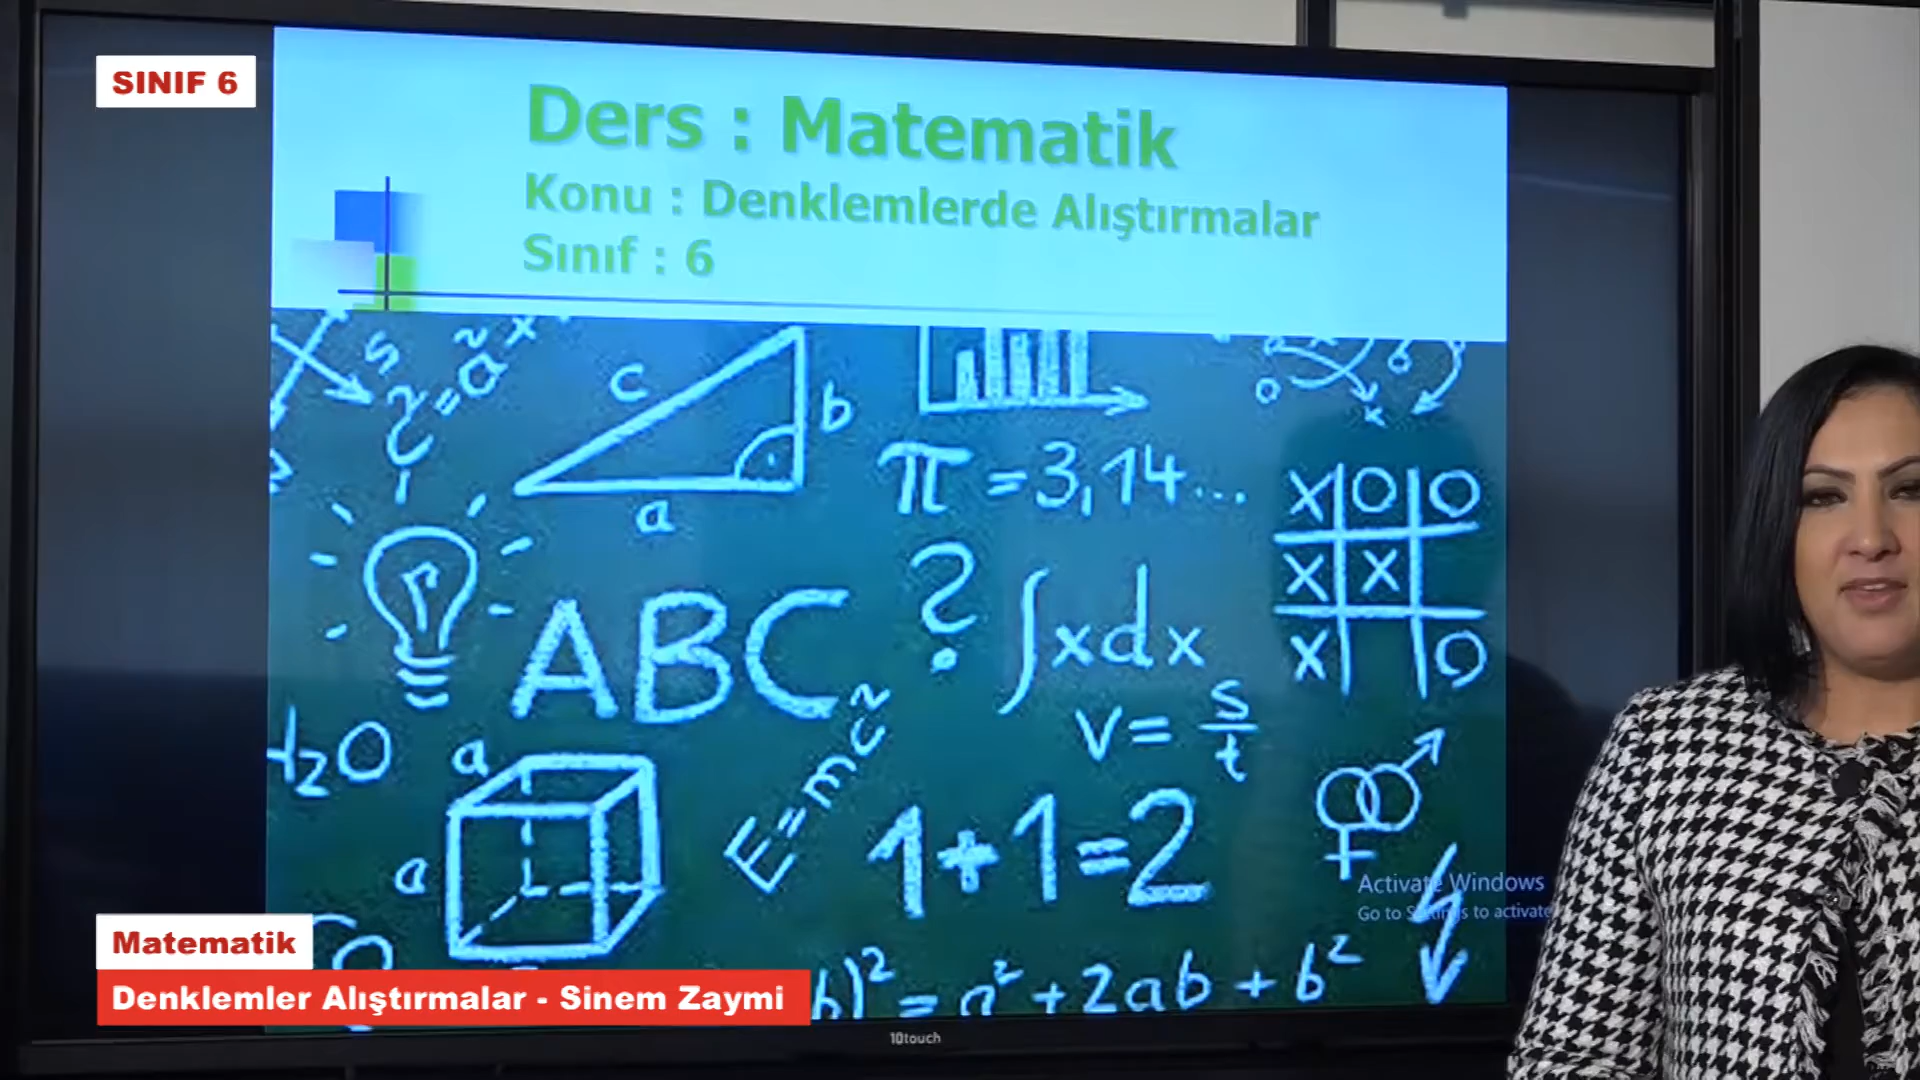 SINIF 6
Ders : Matematik
Konu : Denklemlerde Alıştırmalar
Sınıf : 6
c
b
a
π = 3,14...
X O O
X X
X O
?
ABC
∫xdx
v = s/t
a
a
1+1=2
Activate Windows
Matematik
Denklemler Alıştırmalar - Sinem Zaymi
= a² + 2ab + b²
10touch